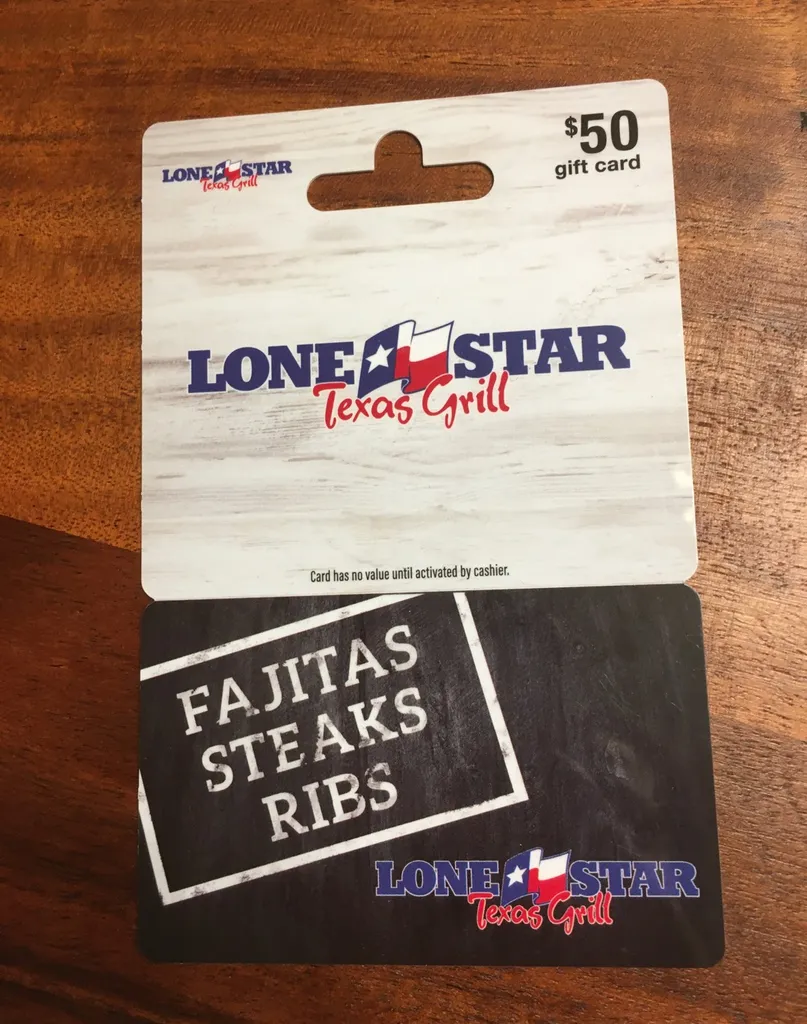 $50
gift card
LONE STAR
Texas Grill
LONE STAR
Texas Grill
Card has no value until activated by cashier.
FAJITAS
STEAKS
RIBS
LONE STAR
Texas Grill